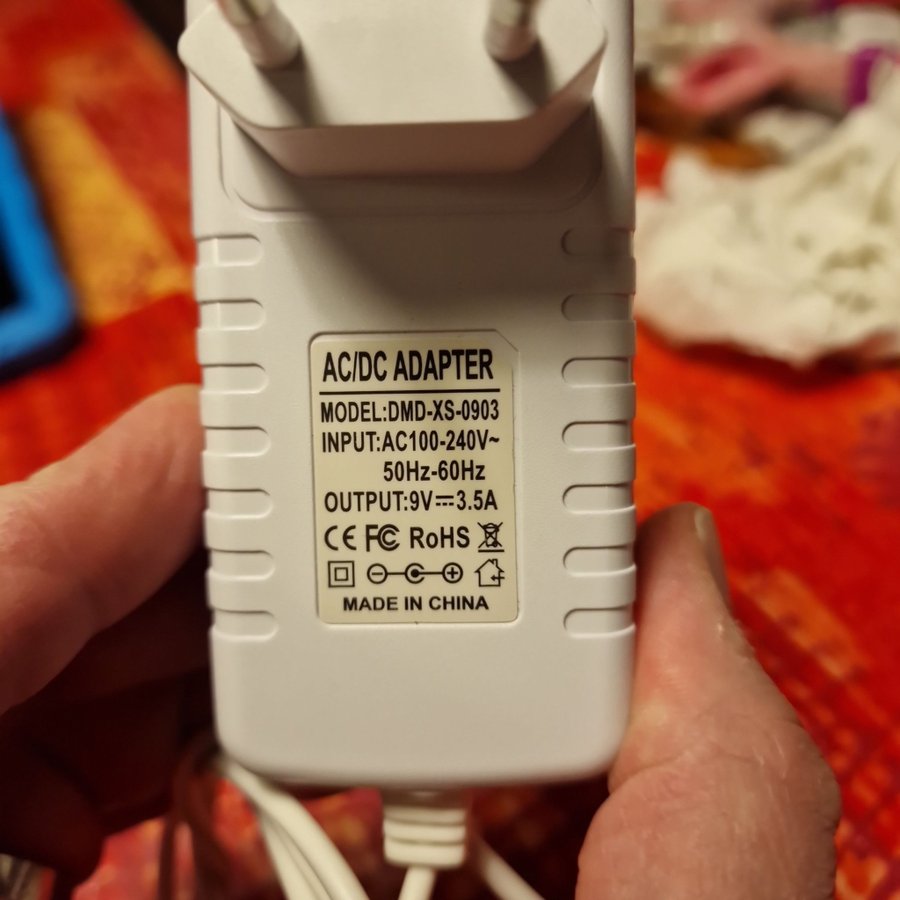 AC/DC ADAPTER
MODEL:DMD-XS-0903
INPUT:AC100-240V~
50Hz-60Hz
OUTPUT:9V⎓3.5A
CE FC RoHS
MADE IN CHINA